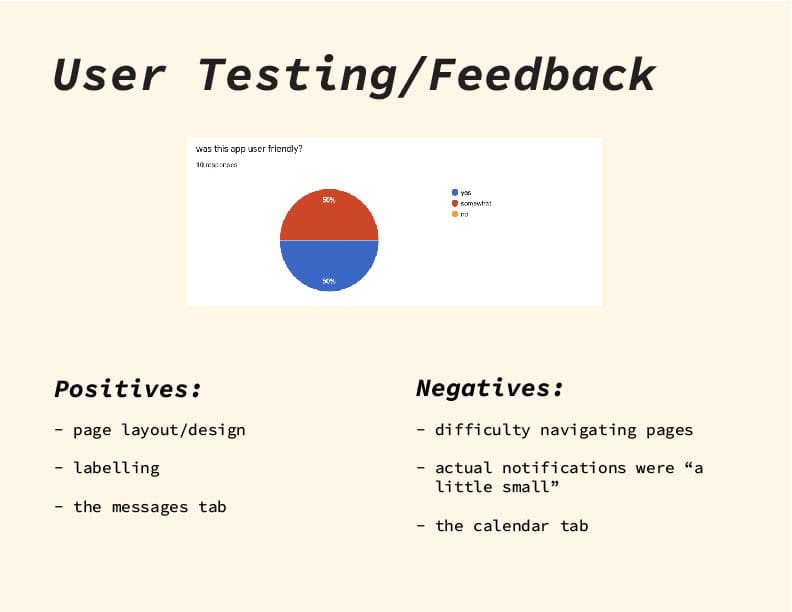 User Testing/Feedback
was this app user friendly?
10 responses
50%
50%
yes
somewhat
no
Positives:
- page layout/design
- labelling
- the messages tab
Negatives:
- difficulty navigating pages
- actual notifications were “a
little small”
- the calendar tab